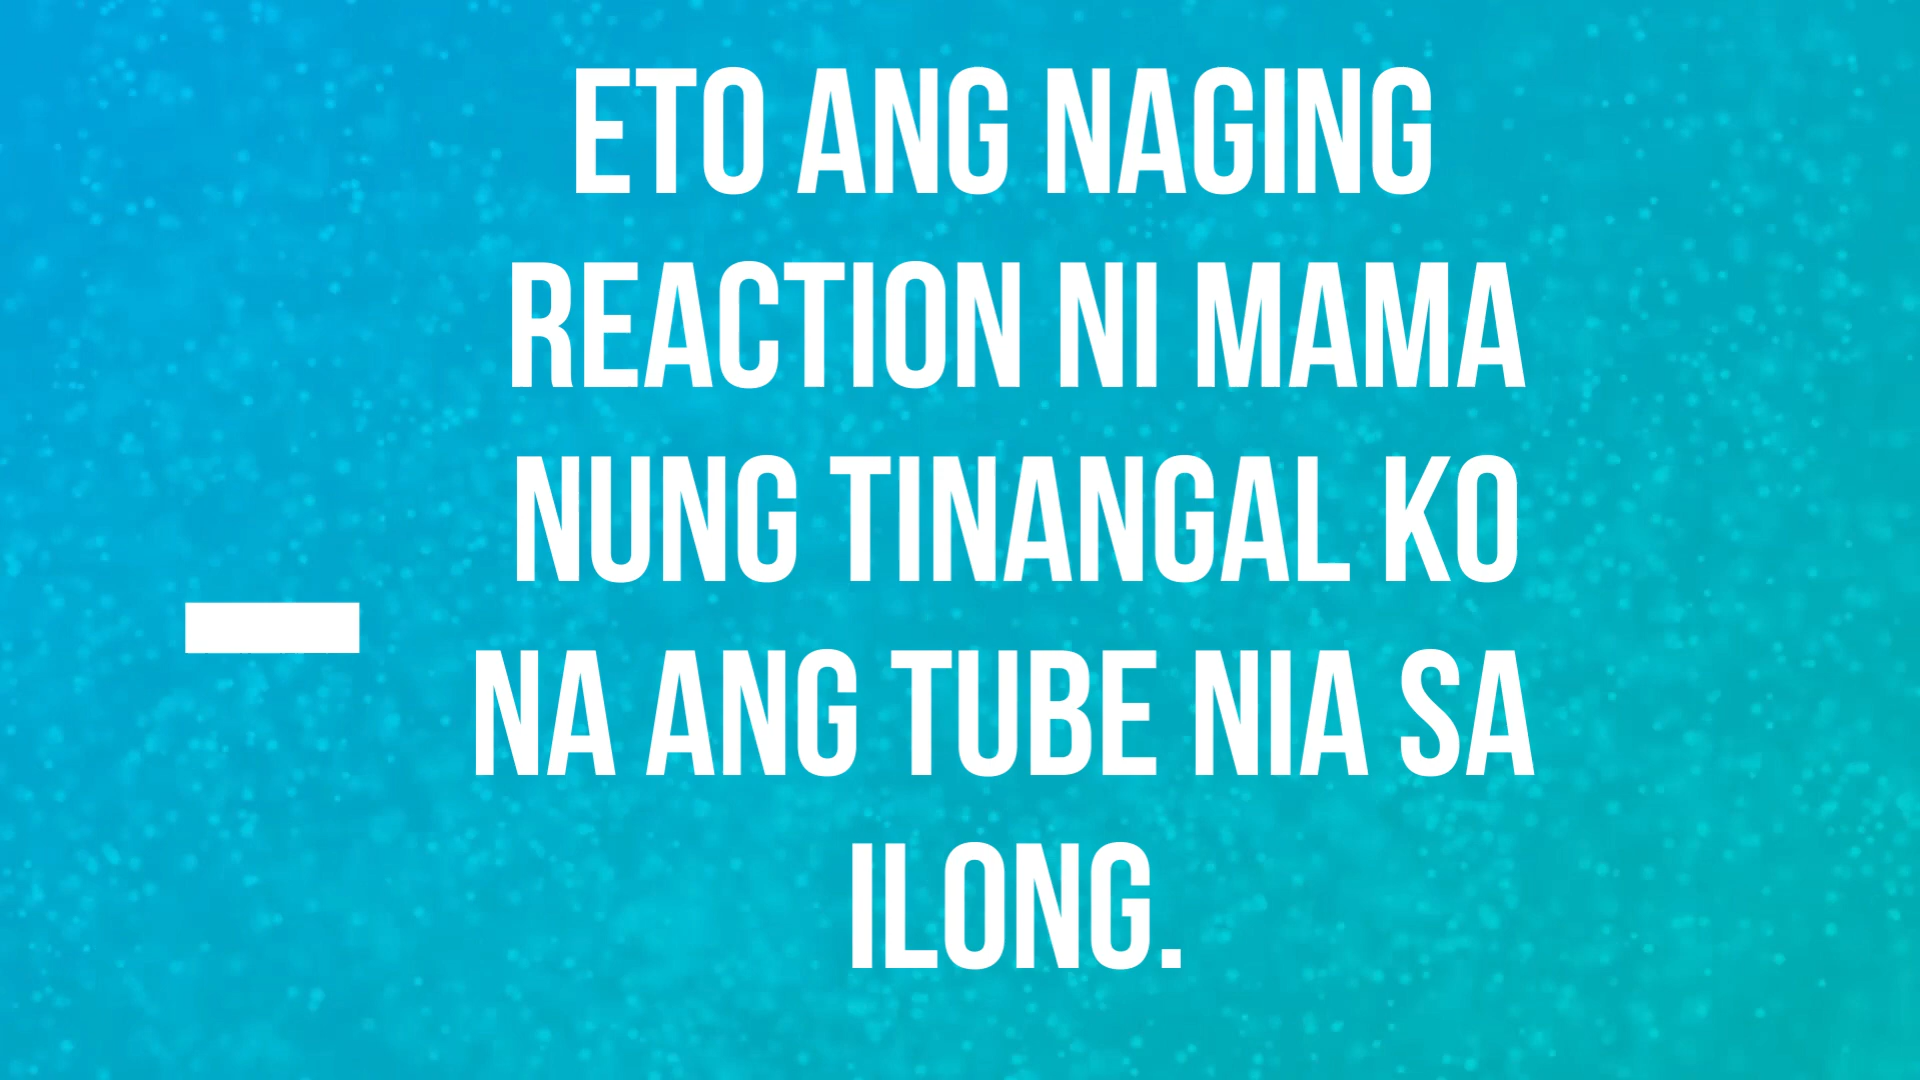 ETO ANG NAGING
REACTION NI MAMA
NUNG TINANGAL KO
NA ANG TUBE NIA SA
ILONG.